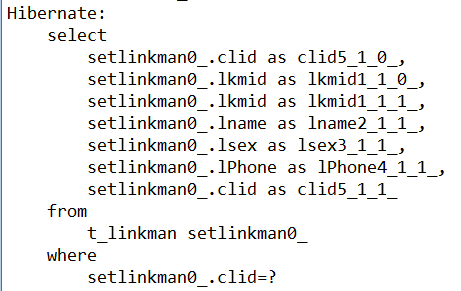 Hibernate:
    select
        setlinkman0_.clid as clid5_1_0_,
        setlinkman0_.lkmid as lkmid1_1_0_,
        setlinkman0_.lkmid as lkmid1_1_1_,
        setlinkman0_.lname as lname2_1_1_,
        setlinkman0_.lsex as lsex3_1_1_,
        setlinkman0_.lPhone as lPhone4_1_1_,
        setlinkman0_.clid as clid5_1_1_
    from
        t_linkman setlinkman0_
    where
        setlinkman0_.clid=?